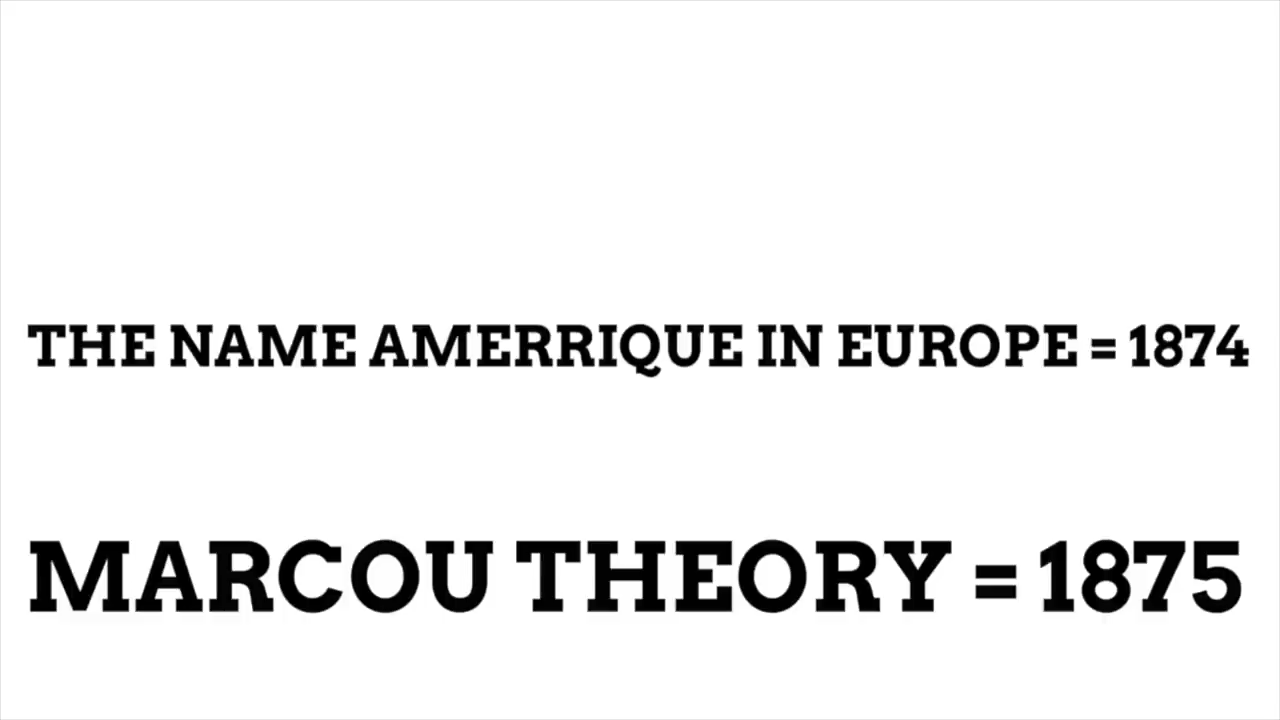 THE NAME AMERRIQUE IN EUROPE = 1874
MARCOU THEORY = 1875